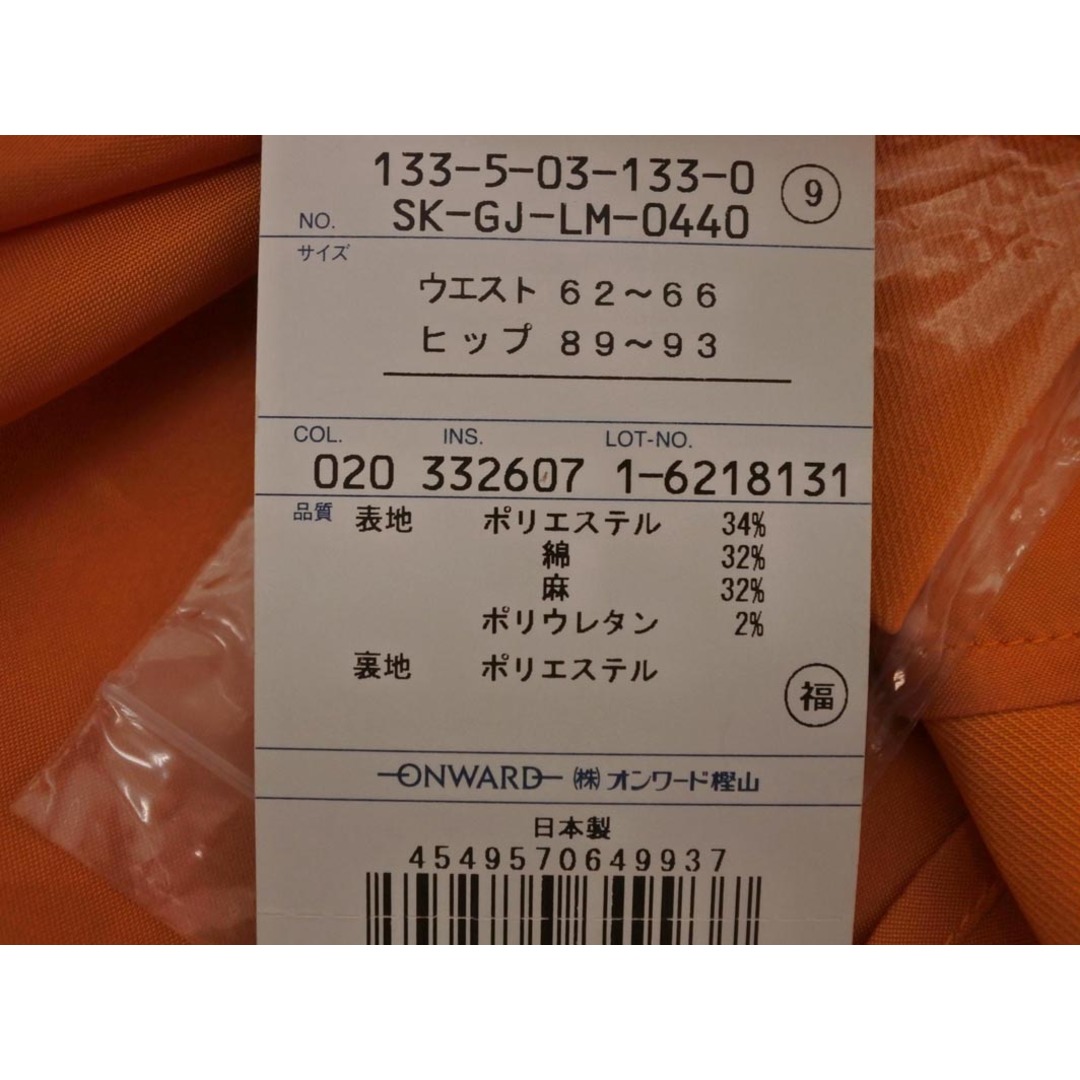 133-5-03-133-0 9
NO. SK-GJ-LM-0440
サイズ
ウエスト 62～66
ヒップ 89～93
COL. INS. LOT-NO.
020 332607 1-6218131
品質 表地 ポリエステル 34%
綿 32%
麻 32%
ポリウレタン 2%
裏地 ポリエステル
福
ONWARD ㈱オンワード樫山
日本製
4549570649937